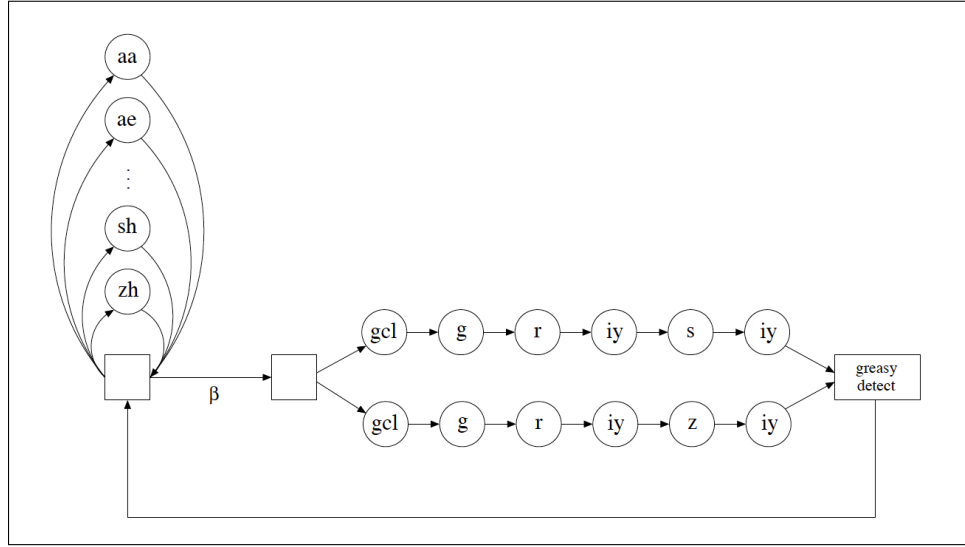 aa
ae
⋮
sh
zh
β
gcl g r iy s iy
gcl g r iy z iy
greasy
detect